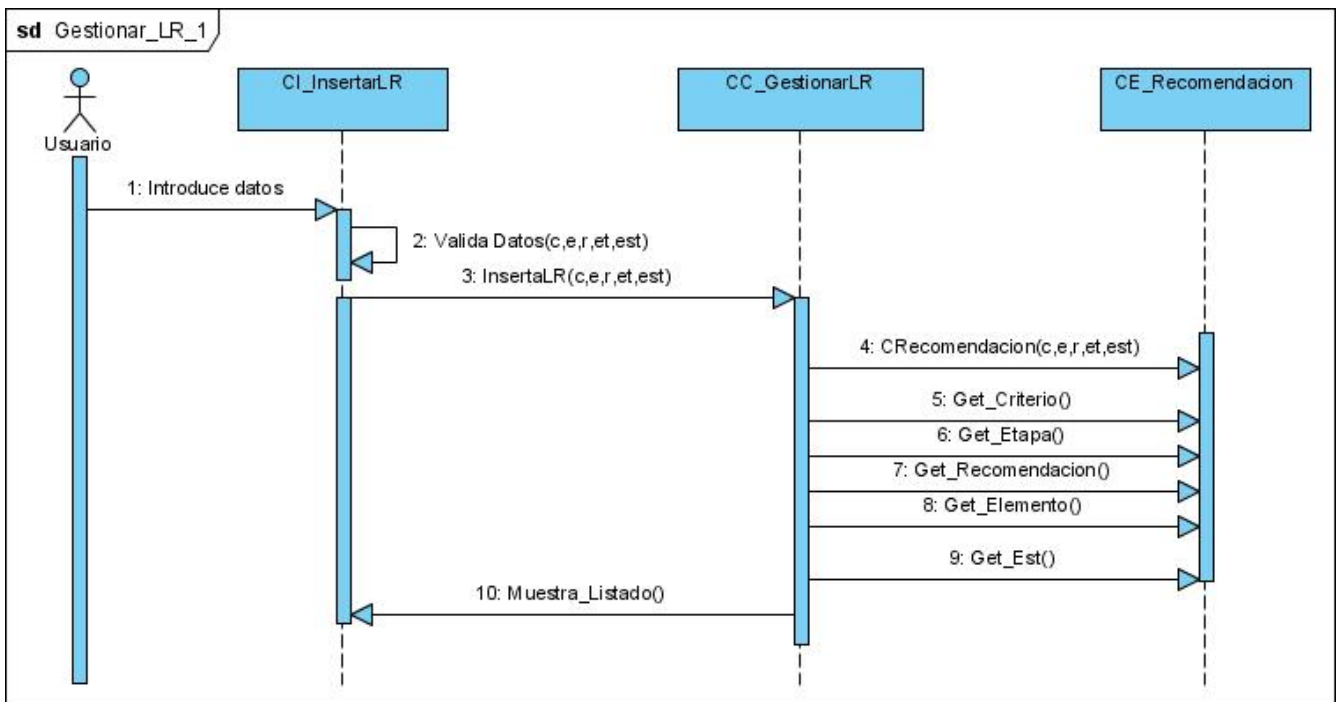 sd Gestionar_LR_1
Usuario
CI_InsertarLR
CC_GestionarLR
CE_Recomendacion
1: Introduce datos
2: Valida Datos(c,e,r,et,est)
3: InsertaLR(c,e,r,et,est)
4: CRecomendacion(c,e,r,et,est)
5: Get_Criterio()
6: Get_Etapa()
7: Get_Recomendacion()
8: Get_Elemento()
9: Get_Est()
10: Muestra_Listado()